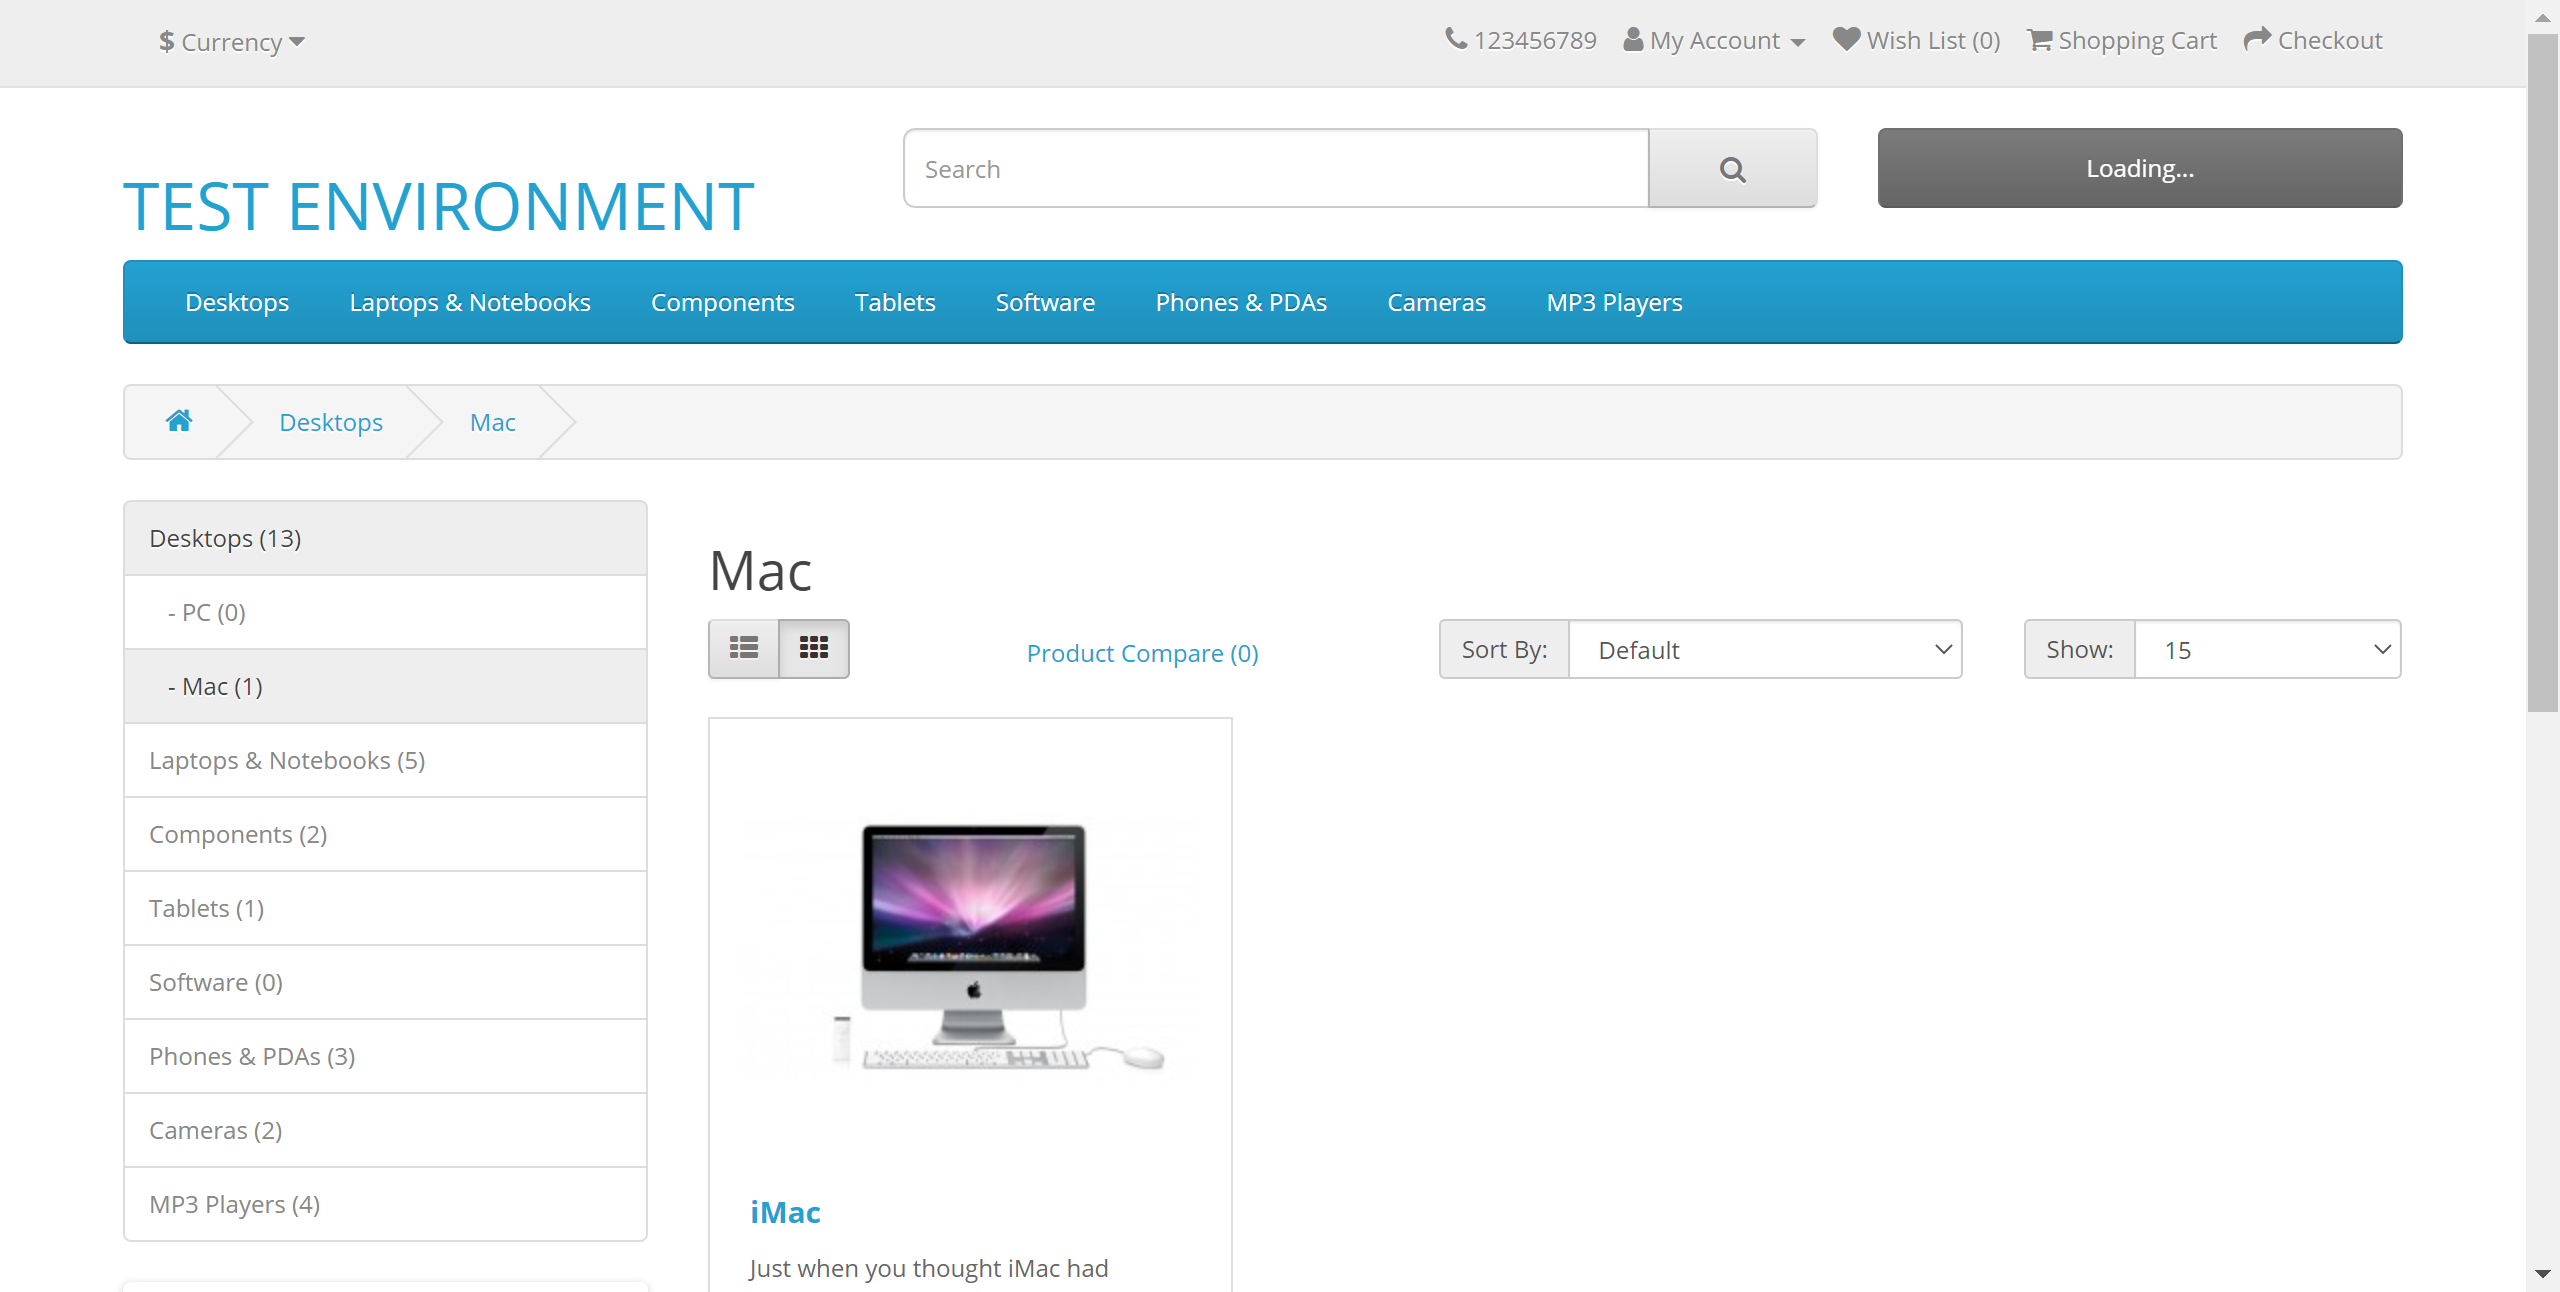 $ Currency
123456789 My Account Wish List (0) Shopping Cart Checkout
TEST ENVIRONMENT
Search
Loading...
Desktops Laptops & Notebooks Components Tablets Software Phones & PDAs Cameras MP3 Players
Desktops Mac
Desktops (13)
- PC (0)
- Mac (1)
Laptops & Notebooks (5)
Components (2)
Tablets (1)
Software (0)
Phones & PDAs (3)
Cameras (2)
MP3 Players (4)
Mac
Product Compare (0)
Sort By: Default
Show: 15
iMac
Just when you thought iMac had